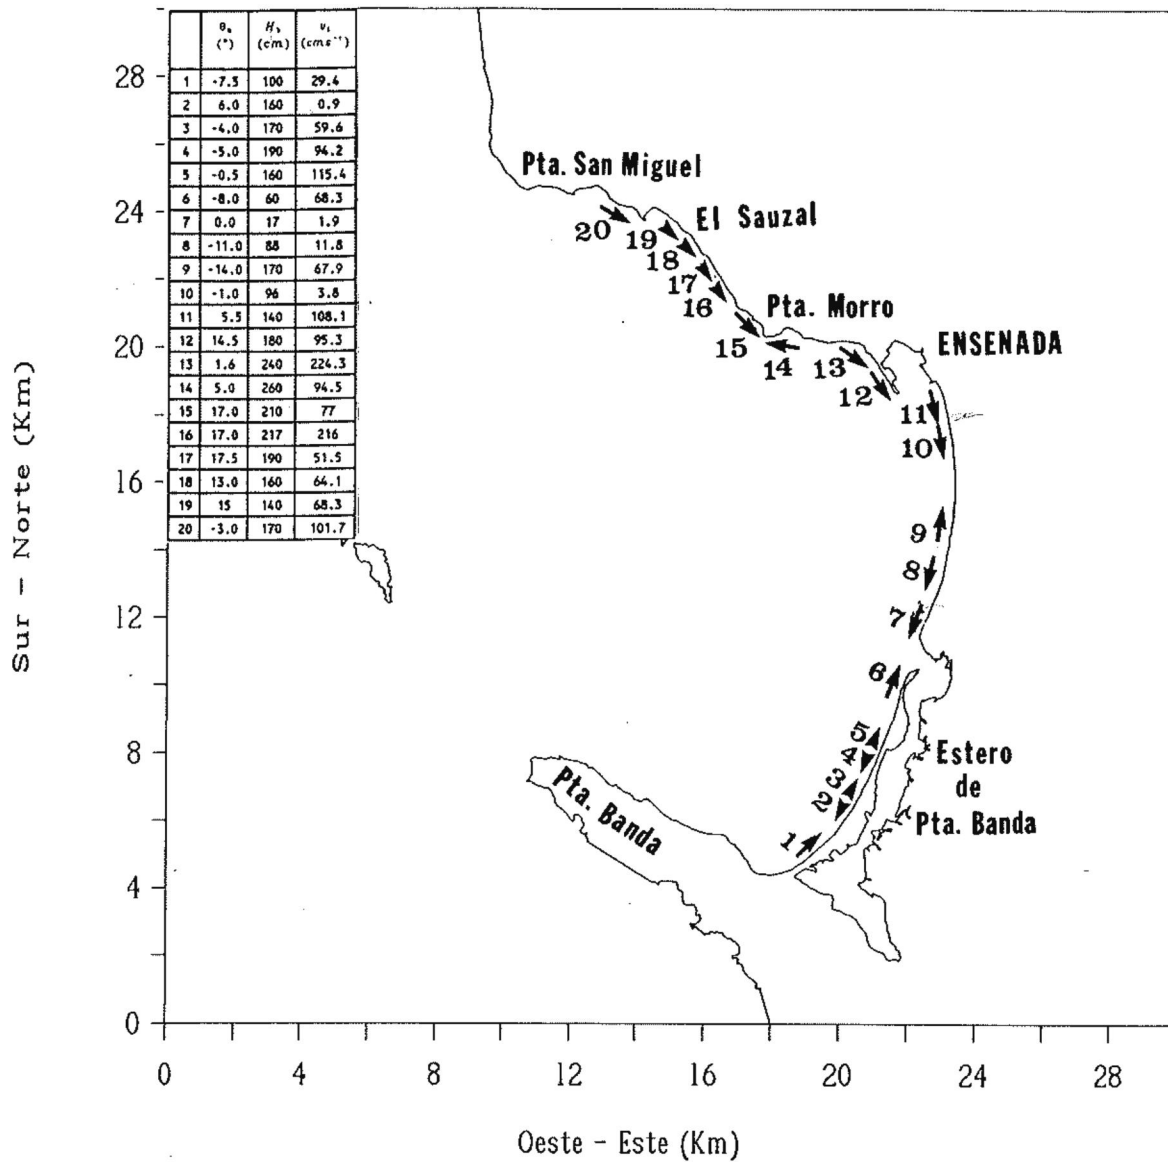 θb Hb vl
(°) (cm) (cms⁻¹)
1 -7.5 100 29.4
2 6.0 160 0.9
3 -4.0 170 59.6
4 -5.0 190 94.2
5 -0.5 160 115.4
6 -8.0 60 68.3
7 0.0 17 1.9
8 -11.0 88 11.8
9 -14.0 170 67.9
10 -1.0 96 3.8
11 5.5 140 108.1
12 14.5 180 95.3
13 1.6 240 224.3
14 5.0 260 94.5
15 17.0 210 77
16 17.0 217 216
17 17.5 190 51.5
18 13.0 160 64.1
19 15 140 68.3
20 -3.0 170 101.7
Pta. San Miguel
El Sauzal
20
19
18
17
16
Pta. Morro
15
14
13
12
ENSENADA
11
10
9
8
7
6
5
4
3
2
1
Estero
de
Pta. Banda
Pta. Banda
28
24
20
16
12
8
4
0
Sur – Norte (Km)
0 4 8 12 16 20 24 28
Oeste – Este (Km)